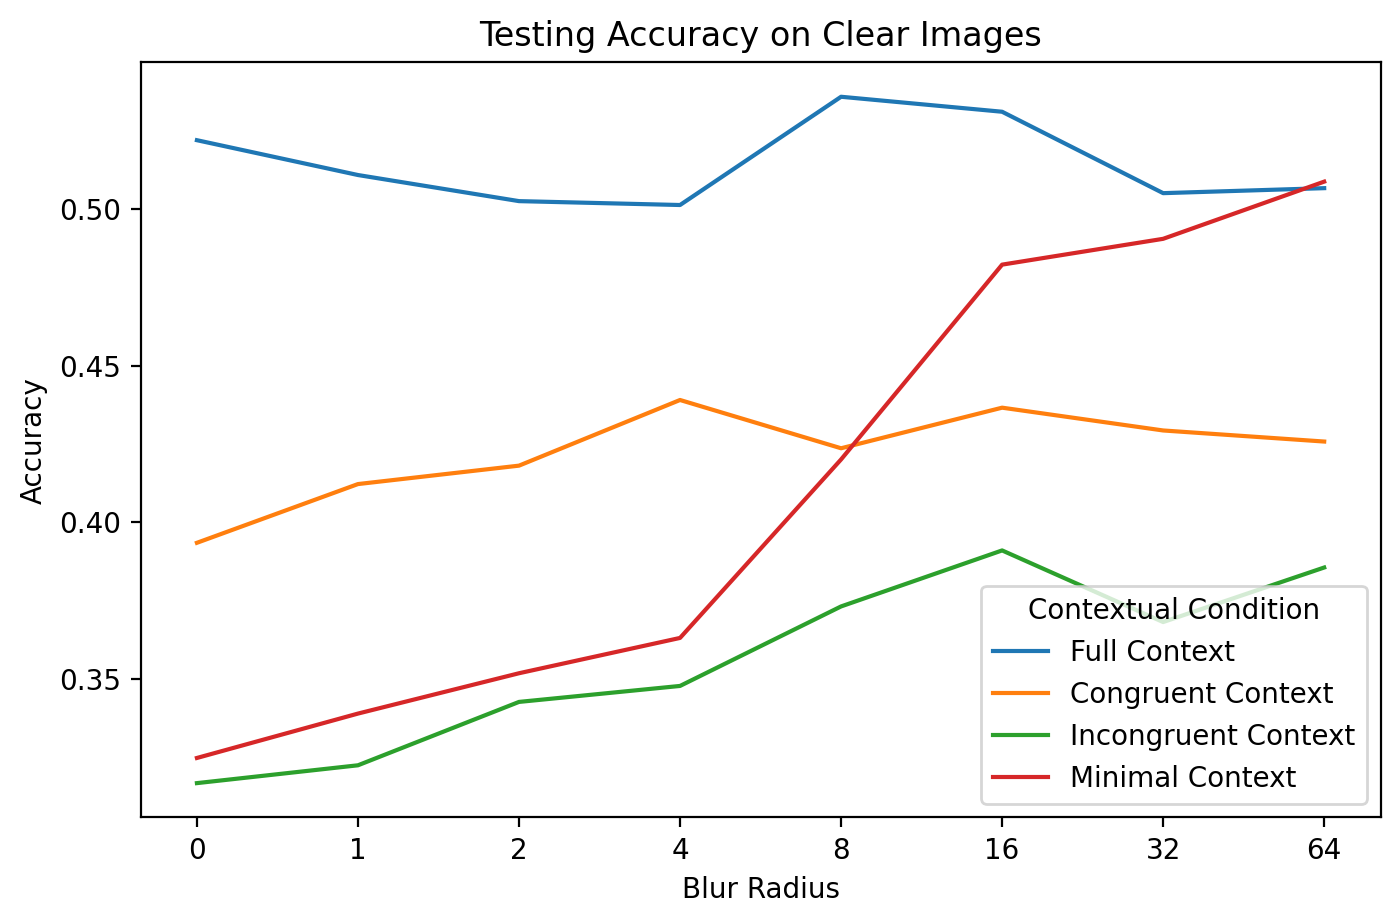 Testing Accuracy on Clear Images
Accuracy
0.50
0.45
0.40
0.35
Contextual Condition
Full Context
Congruent Context
Incongruent Context
Minimal Context
0 1 2 4 8 16 32 64
Blur Radius